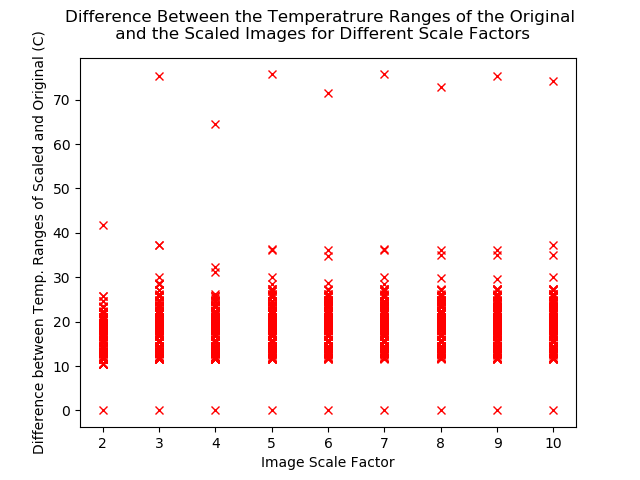 Difference Between the Temperatrure Ranges of the Original
and the Scaled Images for Different Scale Factors
Difference between Temp. Ranges of Scaled and Original (C)
70
60
50
40
30
20
10
0
2 3 4 5 6 7 8 9 10
Image Scale Factor